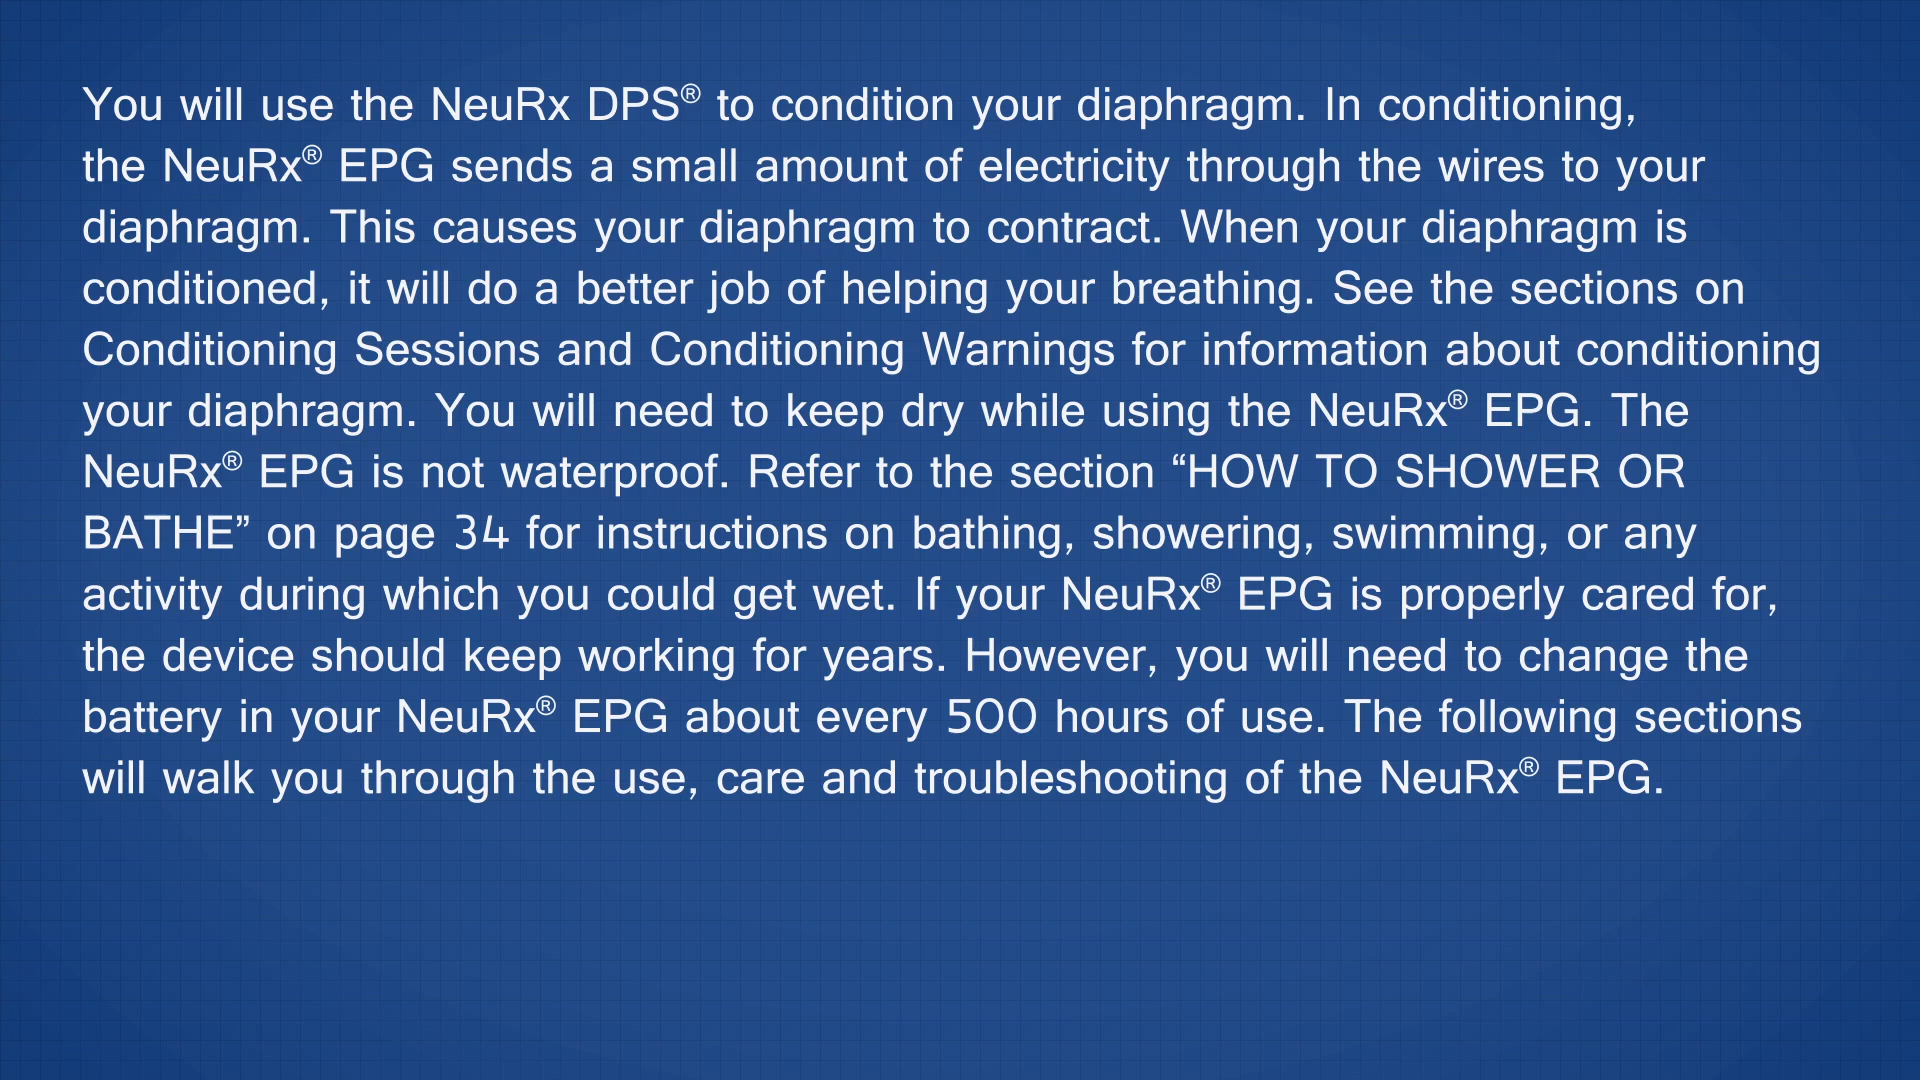 You will use the NeuRx DPS® to condition your diaphragm. In conditioning,
the NeuRx® EPG sends a small amount of electricity through the wires to your
diaphragm. This causes your diaphragm to contract. When your diaphragm is
conditioned, it will do a better job of helping your breathing. See the sections on
Conditioning Sessions and Conditioning Warnings for information about conditioning
your diaphragm. You will need to keep dry while using the NeuRx® EPG. The
NeuRx® EPG is not waterproof. Refer to the section “HOW TO SHOWER OR
BATHE” on page 34 for instructions on bathing, showering, swimming, or any
activity during which you could get wet. If your NeuRx® EPG is properly cared for,
the device should keep working for years. However, you will need to change the
battery in your NeuRx® EPG about every 500 hours of use. The following sections
will walk you through the use, care and troubleshooting of the NeuRx® EPG.